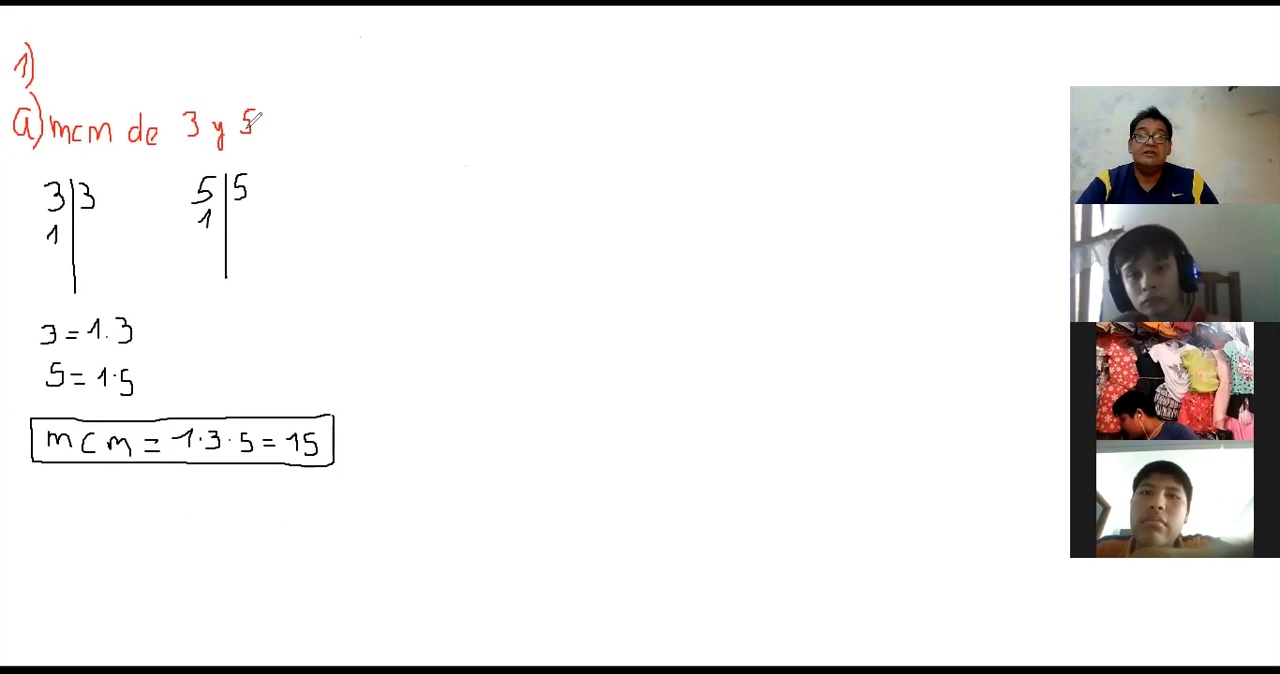 1)
a) mcm de 3 y 5
3 | 3
1
5 | 5
1
3 = 1.3
5 = 1.5
mcm = 1.3.5 = 15